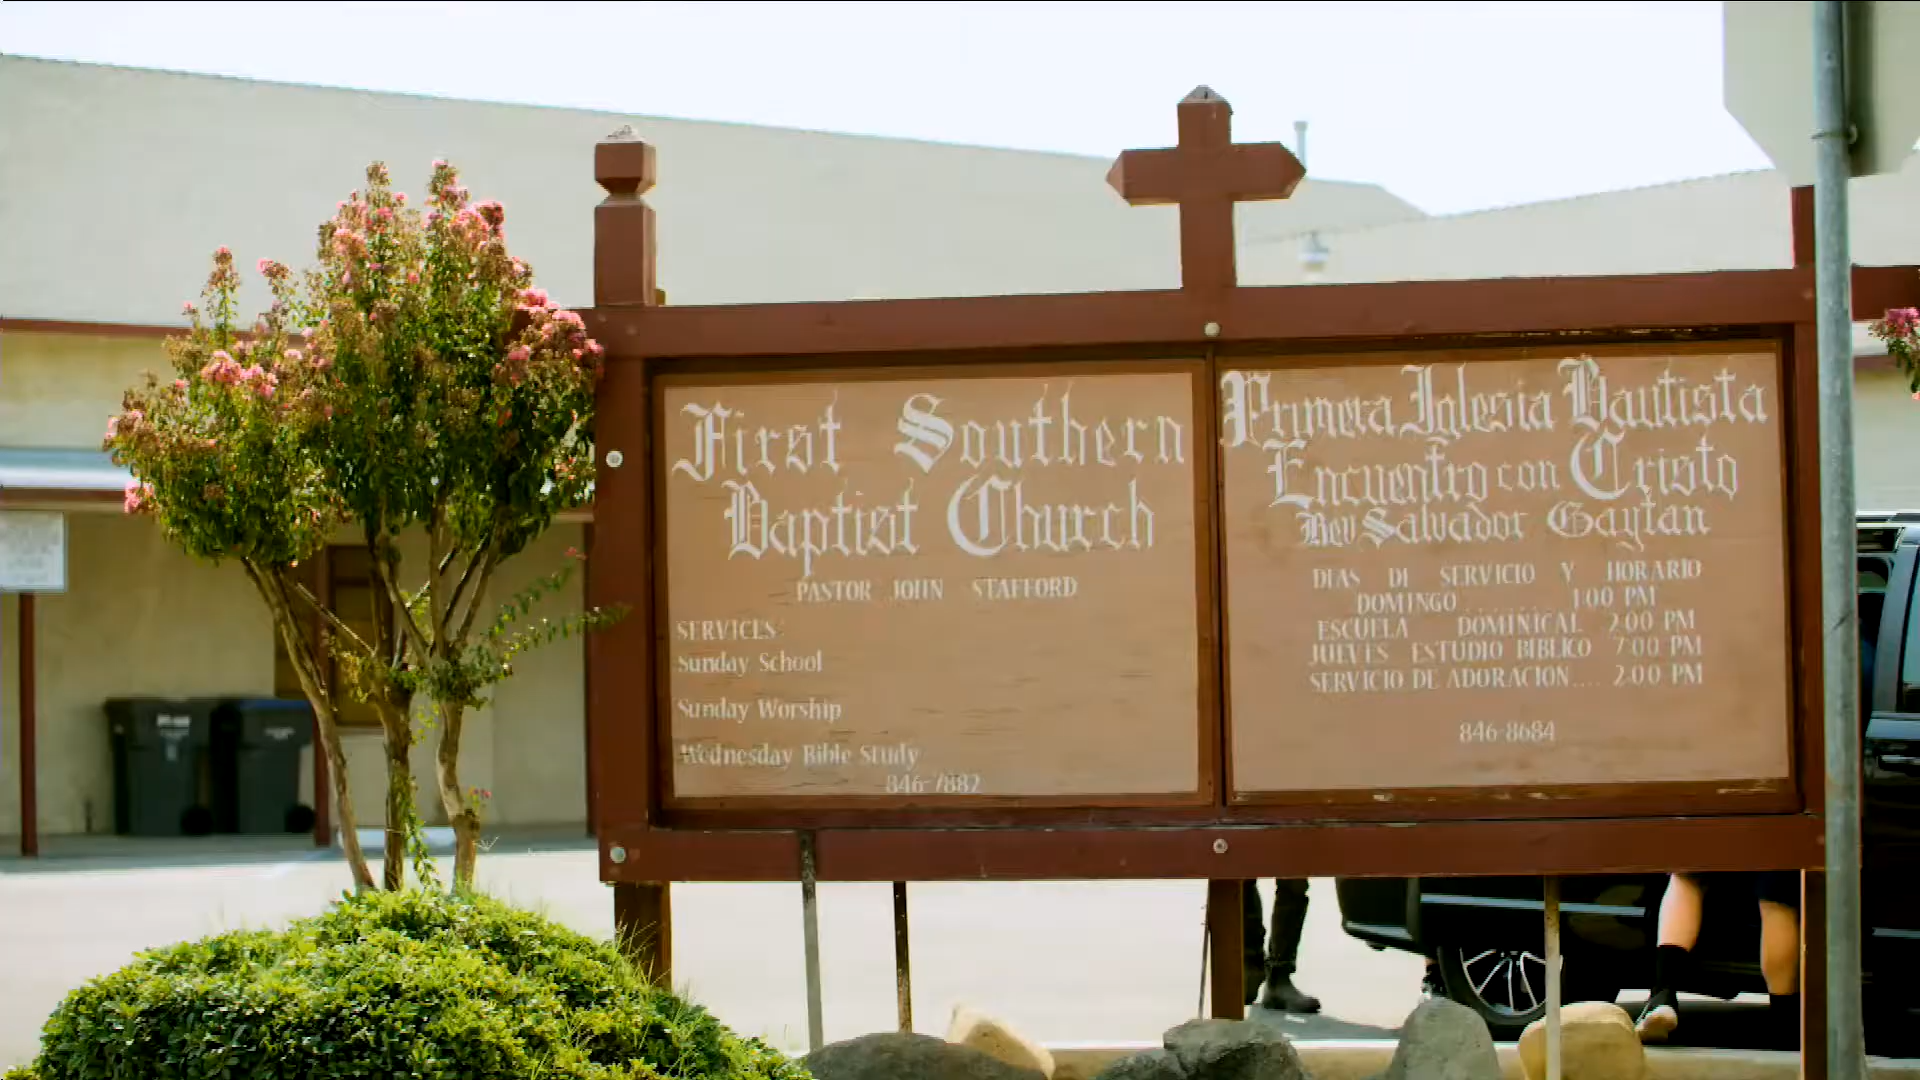 First Southern
Baptist Church
PASTOR JOHN STAFFORD
SERVICES:
Sunday School
Sunday Worship
Wednesday Bible Study
846-7882
Primera Iglesia Bautista
Encuentro con Cristo
Rev Salvador Gaytan
DIAS DE SERVICIO Y HORARIO
DOMINGO 1:00 PM
ESCUELA DOMINICAL 2:00 PM
JUEVES ESTUDIO BIBLICO 7:00 PM
SERVICIO DE ADORACION.... 2:00 PM
846-8684